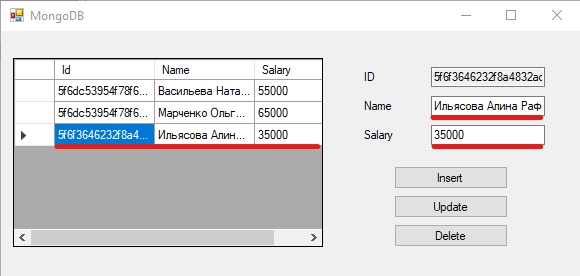 MongoDB
Id Name Salary
5f6dc53954f78f6... Васильева Ната... 55000
5f6dc53954f78f6... Марченко Ольг... 65000
5f6f3646232f8a4... Ильясова Алин... 35000
ID 5f6f3646232f8a4832ac
Name Ильясова Алина Раф
Salary 35000
Insert
Update
Delete